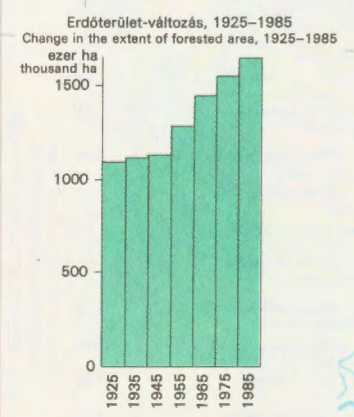 Erdőterület-változás, 1925–1985
Change in the extent of forested area, 1925–1985
ezer ha
thousand ha
1500
1000
500
0
1925
1935
1945
1955
1965
1975
1985